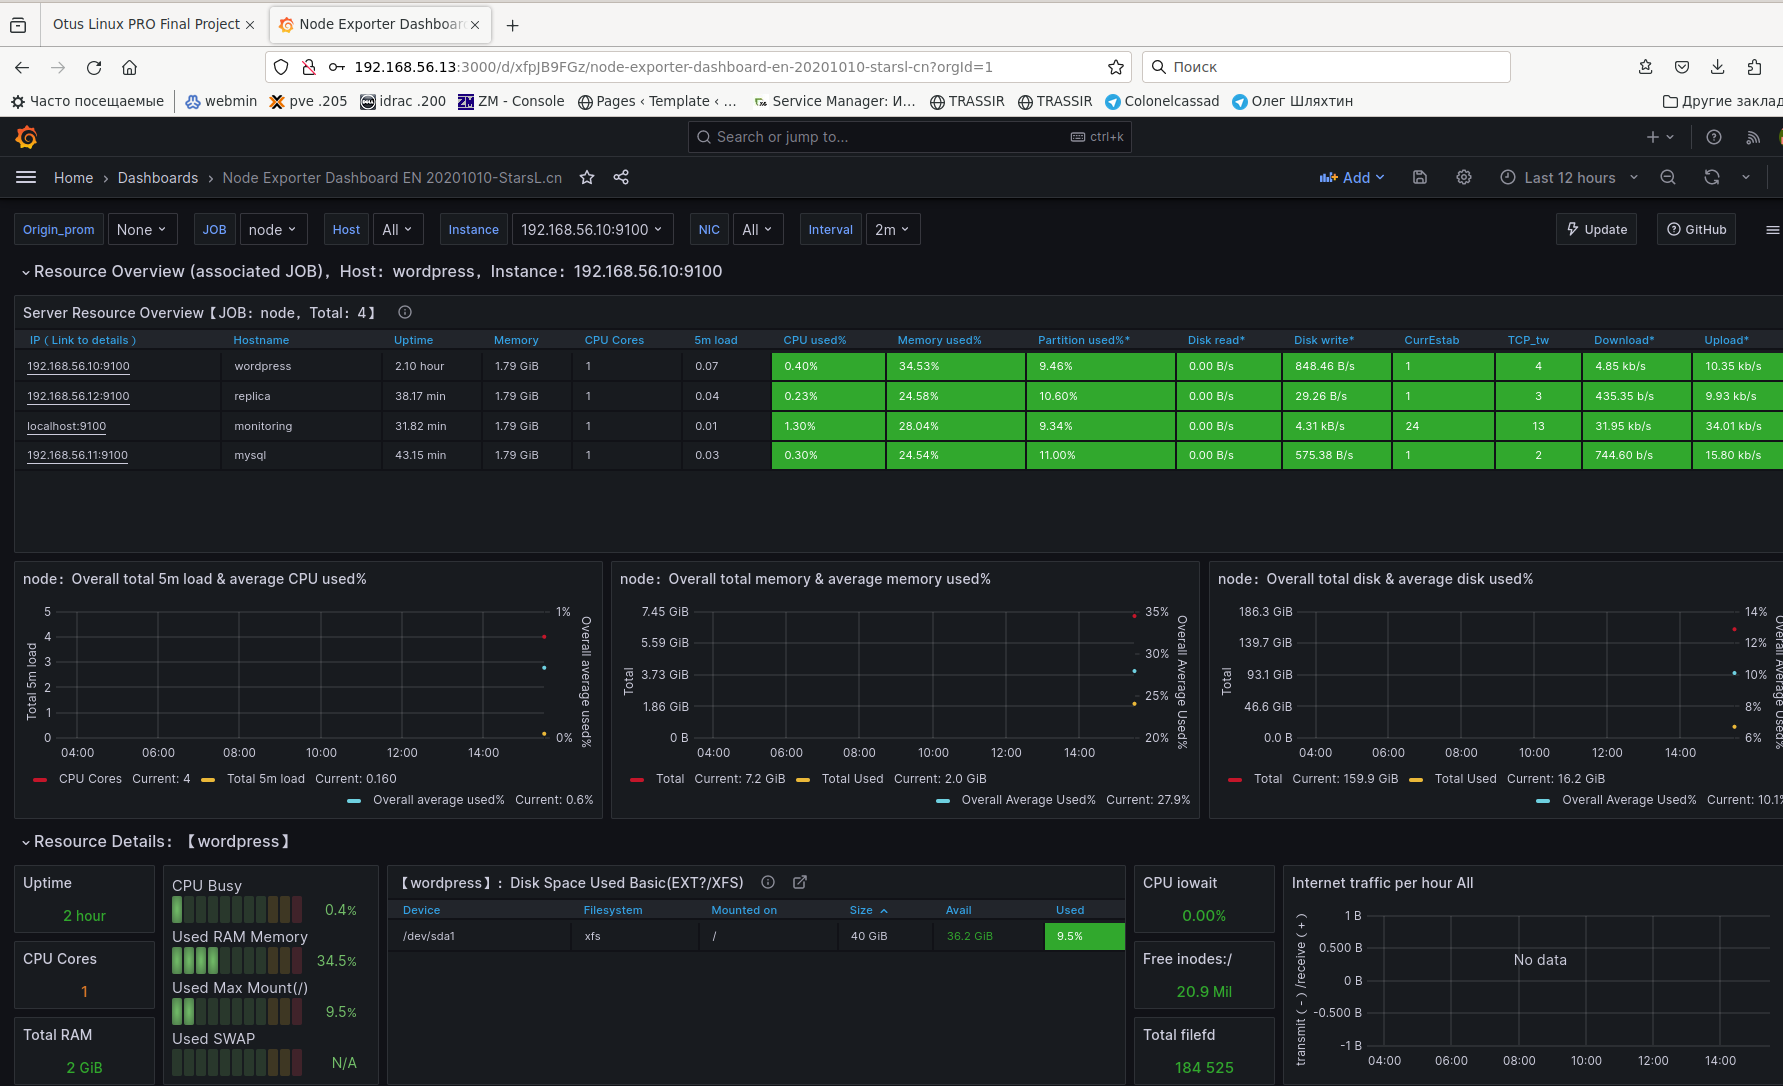 Otus Linux PRO Final Project
Node Exporter Dashboar
192.168.56.13:3000/d/xfpJB9FGz/node-exporter-dashboard-en-20201010-starsl-cn?orgId=1
Поиск
Часто посещаемые
webmin
pve .205
idrac .200
ZM - Console
Pages ‹ Template ‹ …
Service Manager: И…
TRASSIR
TRASSIR
Colonelcassad
Олег Шляхтин
Другие заклад
Search or jump to...
ctrl+k
Home › Dashboards › Node Exporter Dashboard EN 20201010-StarsL.cn
Add
Last 12 hours
Origin_prom None
JOB node
Host All
Instance 192.168.56.10:9100
NIC All
Interval 2m
Update
GitHub
Resource Overview (associated JOB)，Host：wordpress，Instance：192.168.56.10:9100
Server Resource Overview【JOB：node，Total：4】
IP（Link to details） Hostname Uptime Memory CPU Cores 5m load CPU used% Memory used% Partition used%* Disk read* Disk write* CurrEstab TCP_tw Download* Upload*
192.168.56.10:9100 wordpress 2.10 hour 1.79 GiB 1 0.07 0.40% 34.53% 9.46% 0.00 B/s 848.46 B/s 1 4 4.85 kb/s 10.35 kb/s
192.168.56.12:9100 replica 38.17 min 1.79 GiB 1 0.04 0.23% 24.58% 10.60% 0.00 B/s 29.26 B/s 1 3 435.35 b/s 9.93 kb/s
localhost:9100 monitoring 31.82 min 1.79 GiB 1 0.01 1.30% 28.04% 9.34% 0.00 B/s 4.31 kB/s 24 13 31.95 kb/s 34.01 kb/s
192.168.56.11:9100 mysql 43.15 min 1.79 GiB 1 0.03 0.30% 24.54% 11.00% 0.00 B/s 575.38 B/s 1 2 744.60 b/s 15.80 kb/s
node：Overall total 5m load & average CPU used%
Total 5m load
5
4
3
2
1
0
1%
0%
Overall average used%
04:00 06:00 08:00 10:00 12:00 14:00
CPU Cores Current: 4 Total 5m load Current: 0.160
Overall average used% Current: 0.6%
node：Overall total memory & average memory used%
Total
7.45 GiB
5.59 GiB
3.73 GiB
1.86 GiB
0 B
35%
30%
25%
20%
Overall Average Used%
04:00 06:00 08:00 10:00 12:00 14:00
Total Current: 7.2 GiB Total Used Current: 2.0 GiB
Overall Average Used% Current: 27.9%
node：Overall total disk & average disk used%
Total
186.3 GiB
139.7 GiB
93.1 GiB
46.6 GiB
0.0 B
14%
12%
10%
8%
6%
Overall Average Used%
04:00 06:00 08:00 10:00 12:00 14:00
Total Current: 159.9 GiB Total Used Current: 16.2 GiB
Overall Average Used% Current: 10.1%
Resource Details：【wordpress】
Uptime
2 hour
CPU Cores
1
Total RAM
2 GiB
CPU Busy
0.4%
Used RAM Memory
34.5%
Used Max Mount(/)
9.5%
Used SWAP
N/A
【wordpress】：Disk Space Used Basic(EXT?/XFS)
Device Filesystem Mounted on Size Avail Used
/dev/sda1 xfs / 40 GiB 36.2 GiB 9.5%
CPU iowait
0.00%
Free inodes:/
20.9 Mil
Total filefd
184 525
Internet traffic per hour All
transmit（-）/receive（+）
1 B
0.500 B
0 B
-0.500 B
-1 B
No data
04:00 06:00 08:00 10:00 12:00 14:00